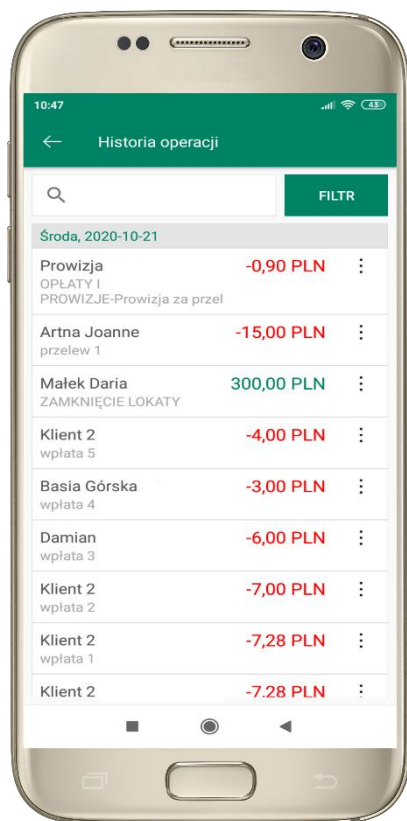 10:47
43
Historia operacji
FILTR
Środa, 2020-10-21
Prowizja -0,90 PLN
OPŁATY I
PROWIZJE-Prowizja za przel
Artna Joanne -15,00 PLN
przelew 1
Małek Daria 300,00 PLN
ZAMKNIĘCIE LOKATY
Klient 2 -4,00 PLN
wpłata 5
Basia Górska -3,00 PLN
wpłata 4
Damian -6,00 PLN
wpłata 3
Klient 2 -7,00 PLN
wpłata 2
Klient 2 -7,28 PLN
wpłata 1
Klient 2 -7,28 PLN